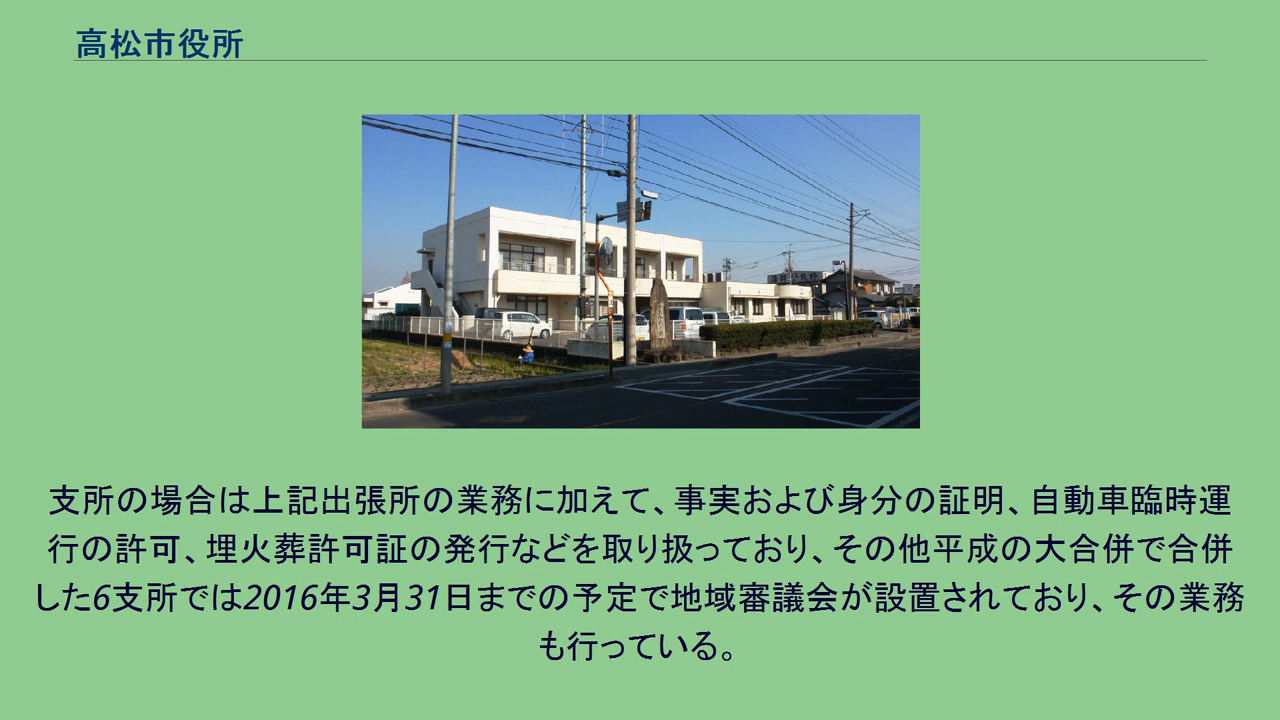 高松市役所
支所の場合は上記出張所の業務に加えて、事実および身分の証明、自動車臨時運
行の許可、埋火葬許可証の発行などを取り扱っており、その他平成の大合併で合併
した6支所では2016年3月31日までの予定で地域審議会が設置されており、その業務
も行っている。